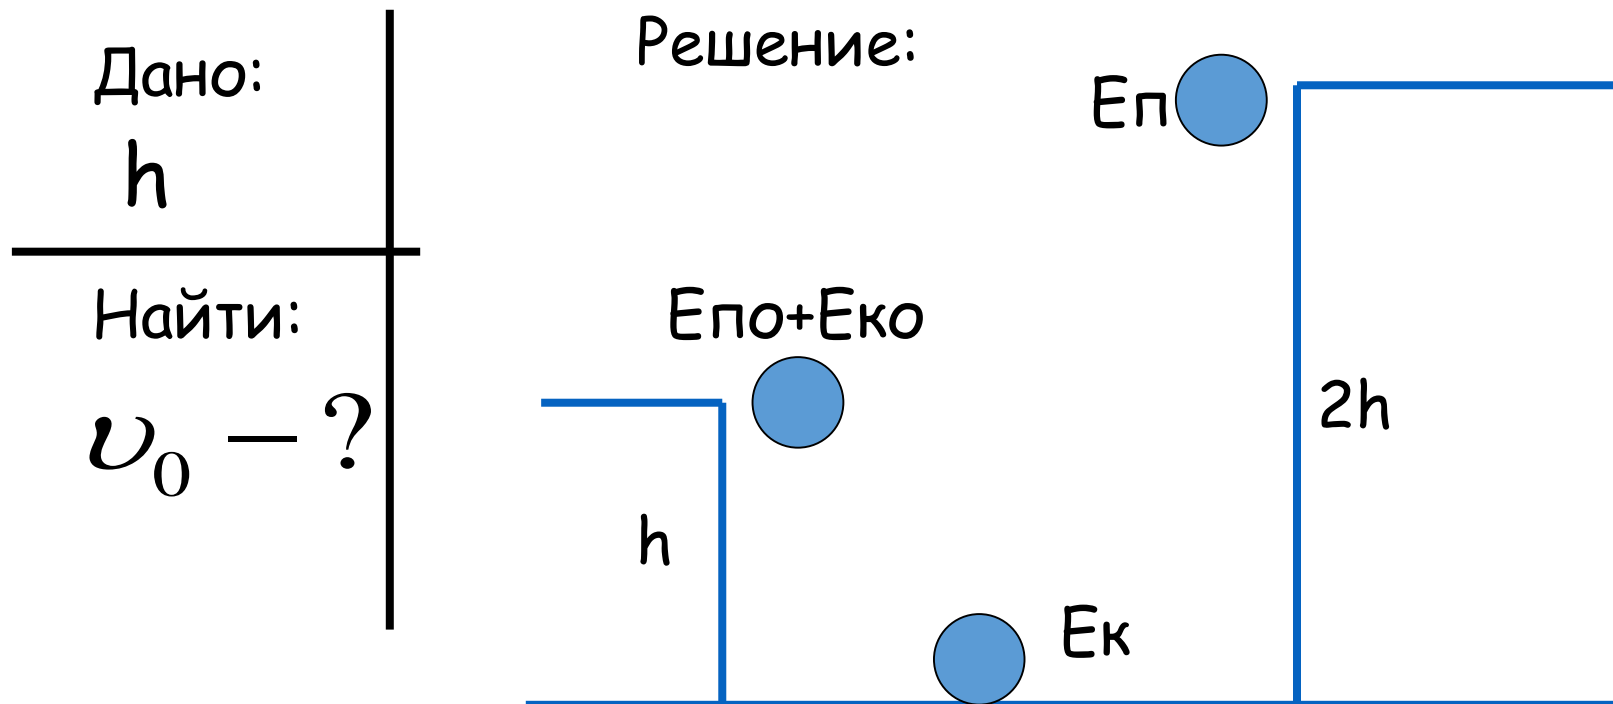 Дано:
h
Найти:
υ₀ – ?
Решение:
Еп
Епо+Еко
2h
h
Ек